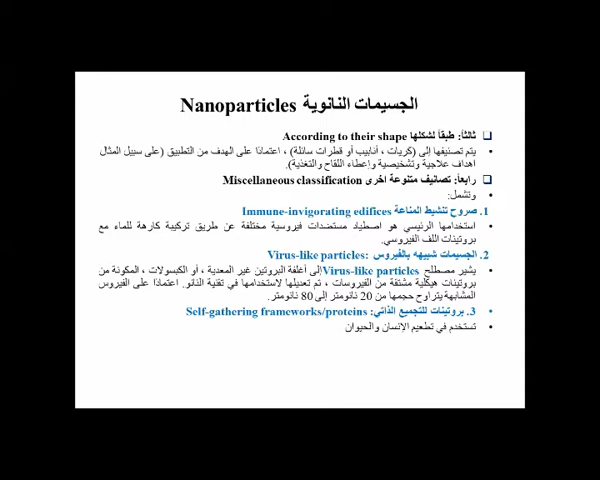 الجسيمات النانوية Nanoparticles
❑ ثالثاً: طبقاً لشكلها According to their shape
• يتم تصنيفها إلى (كريات ، أنابيب أو قطرات سائلة) ، اعتمادًا على الهدف من التطبيق (على سبيل المثال
اهداف علاجية وتشخيصية وإعطاء اللقاح والتغذية).
❑ رابعاً: تصانيف متنوعة اخرى Miscellaneous classification
• وتشمل:
1. صروح تنشيط المناعة Immune-invigorating edifices
• استخدامها الرئيسي هو اصطياد مستضدات فيروسية مختلفة عن طريق تركيبة كارهة للماء مع
بروتينات اللف الفيروسي.
2. الجسيمات شبيهه بالفيروس :Virus-like particles
• يشير مصطلح Virus-like particles إلى أغلفة البروتين غير المعدية ، أو الكبسولات ، المكونة من
بروتينات هيكلية مشتقة من الفيروسات ، تم تعديلها لاستخدامها في تقنية النانو. اعتمادًا على الفيروس
المشابهة يتراوح حجمها من 20 نانومتر إلى 80 نانومتر.
• 3. بروتينات للتجميع الذاتي: Self-gathering frameworks/proteins
• تستخدم في تطعيم الإنسان والحيوان